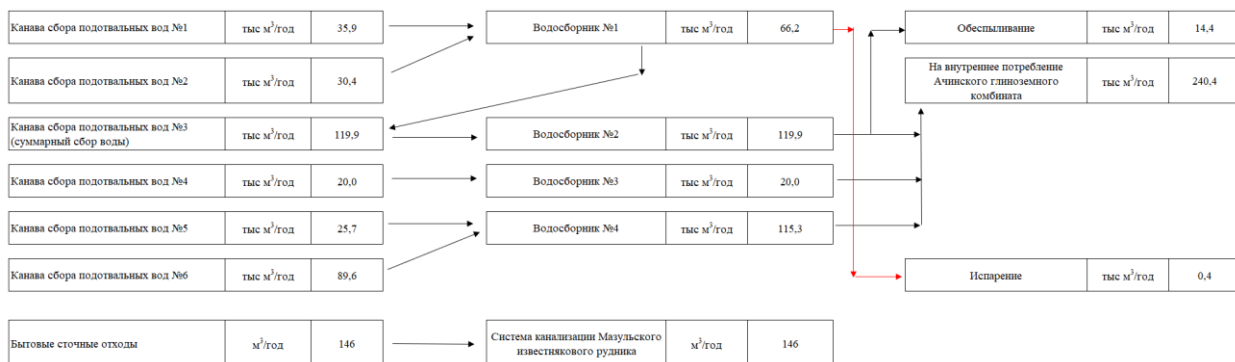 Канава сбора подотвальных вод №1 тыс м³/год 35,9 Водосборник №1 тыс м³/год 66,2 Обеспыливание тыс м³/год 14,4
Канава сбора подотвальных вод №2 тыс м³/год 30,4
На внутреннее потребление
Ачинского глиноземного
комбината
тыс м³/год 240,4
Канава сбора подотвальных вод №3
(суммарный сбор воды)
тыс м³/год 119,9 Водосборник №2 тыс м³/год 119,9
Канава сбора подотвальных вод №4 тыс м³/год 20,0 Водосборник №3 тыс м³/год 20,0
Канава сбора подотвальных вод №5 тыс м³/год 25,7 Водосборник №4 тыс м³/год 115,3
Канава сбора подотвальных вод №6 тыс м³/год 89,6 Испарение тыс м³/год 0,4
Бытовые сточные отходы м³/год 146
Система канализации Мазульского
известнякового рудника
м³/год 146